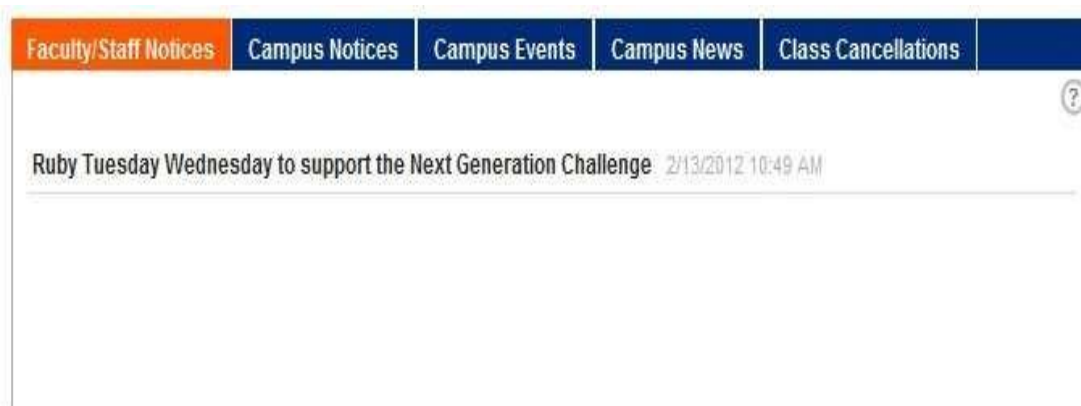 Faculty/Staff Notices Campus Notices Campus Events Campus News Class Cancellations
?
Ruby Tuesday Wednesday to support the Next Generation Challenge 2/13/2012 10:49 AM